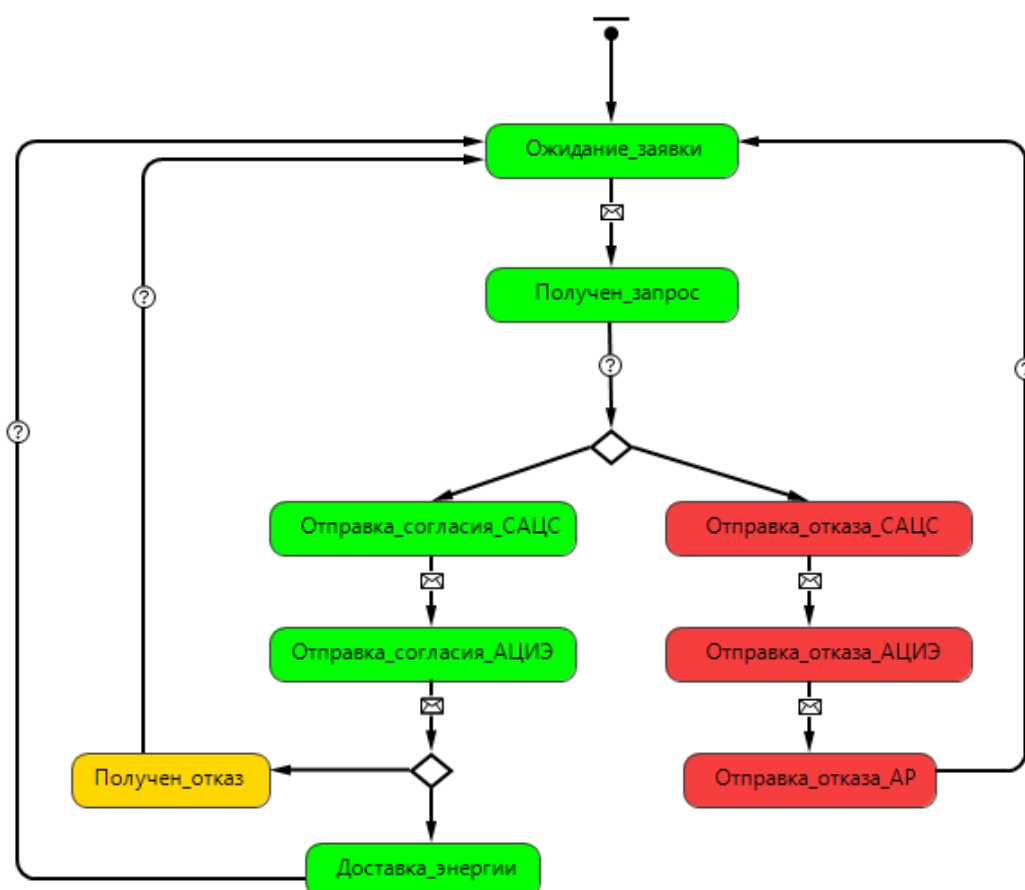 Ожидание_заявки
?
Получен_запрос
?
?
?
Отправка_согласия_САЦС
Отправка_отказа_САЦС
Отправка_согласия_АЦИЭ
Отправка_отказа_АЦИЭ
Получен_отказ
Отправка_отказа_АР
Доставка_энергии